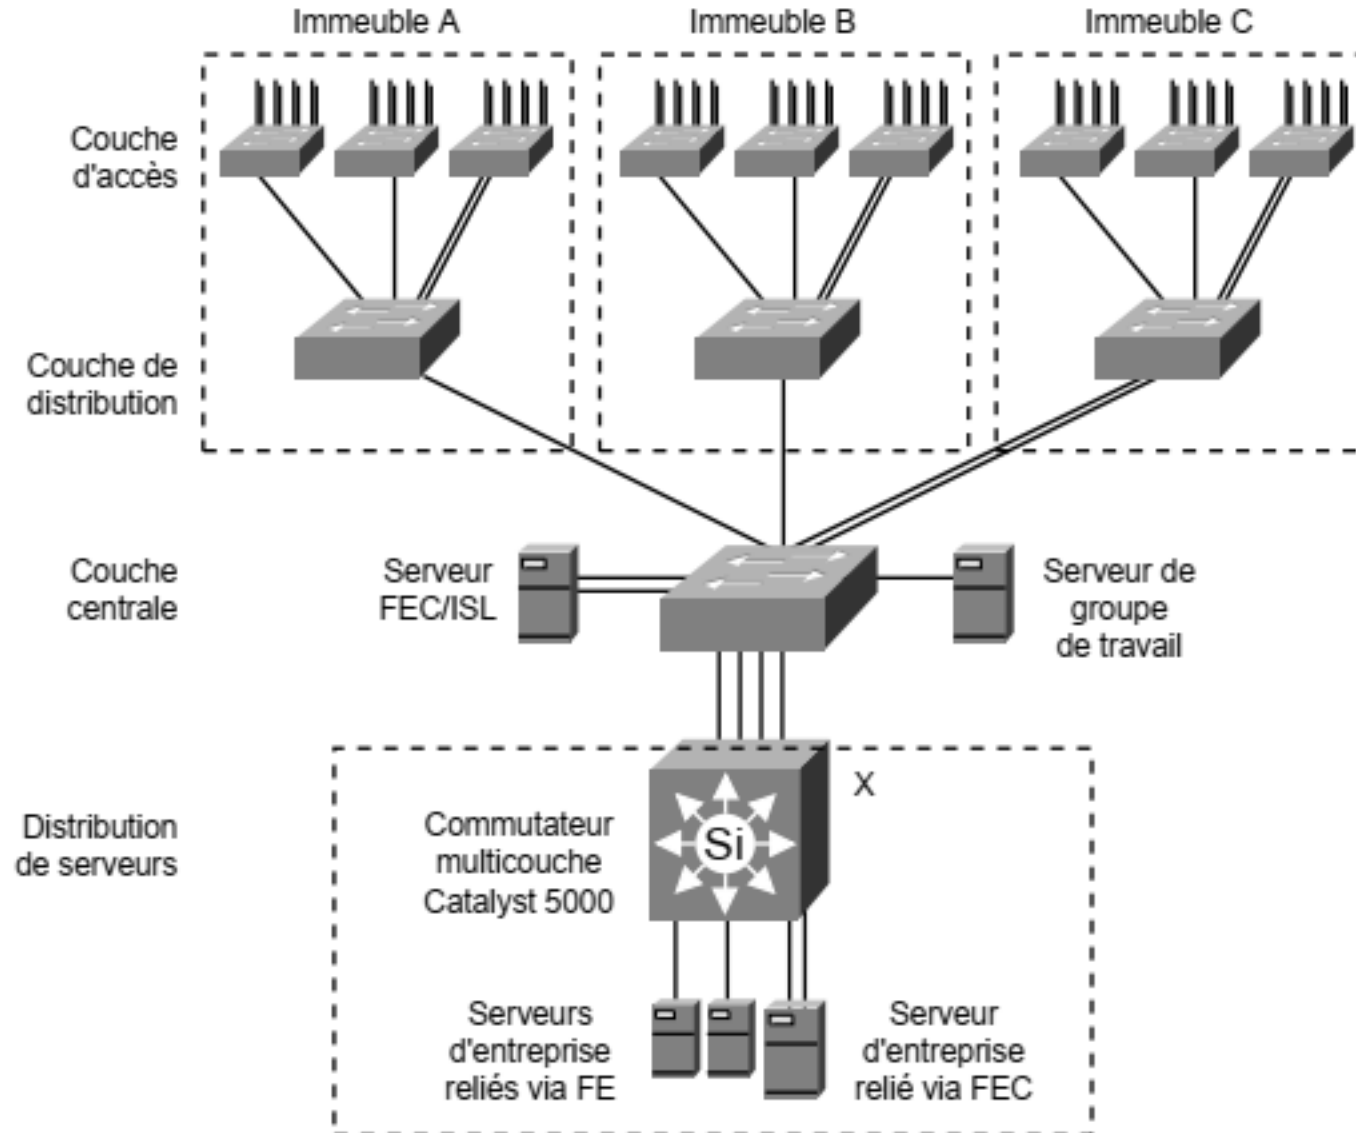 Immeuble A
Immeuble B
Immeuble C
Couche
d'accès
Couche de
distribution
Couche
centrale
Serveur
FEC/ISL
Serveur de
groupe
de travail
Distribution
de serveurs
Commutateur
multicouche
Catalyst 5000
Si
X
Serveurs
d'entreprise
reliés via FE
Serveur
d'entreprise
relié via FEC